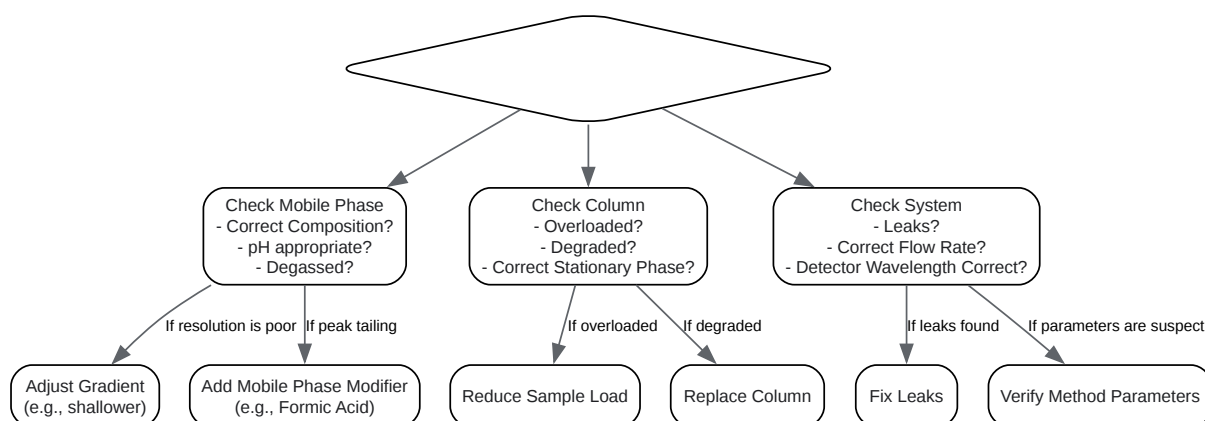 Check Mobile Phase
- Correct Composition?
- pH appropriate?
- Degassed?
Check Column
- Overloaded?
- Degraded?
- Correct Stationary Phase?
Check System
- Leaks?
- Correct Flow Rate?
- Detector Wavelength Correct?
If resolution is poor
If peak tailing
If overloaded
If degraded
If leaks found
If parameters are suspect
Adjust Gradient
(e.g., shallower)
Add Mobile Phase Modifier
(e.g., Formic Acid)
Reduce Sample Load
Replace Column
Fix Leaks
Verify Method Parameters